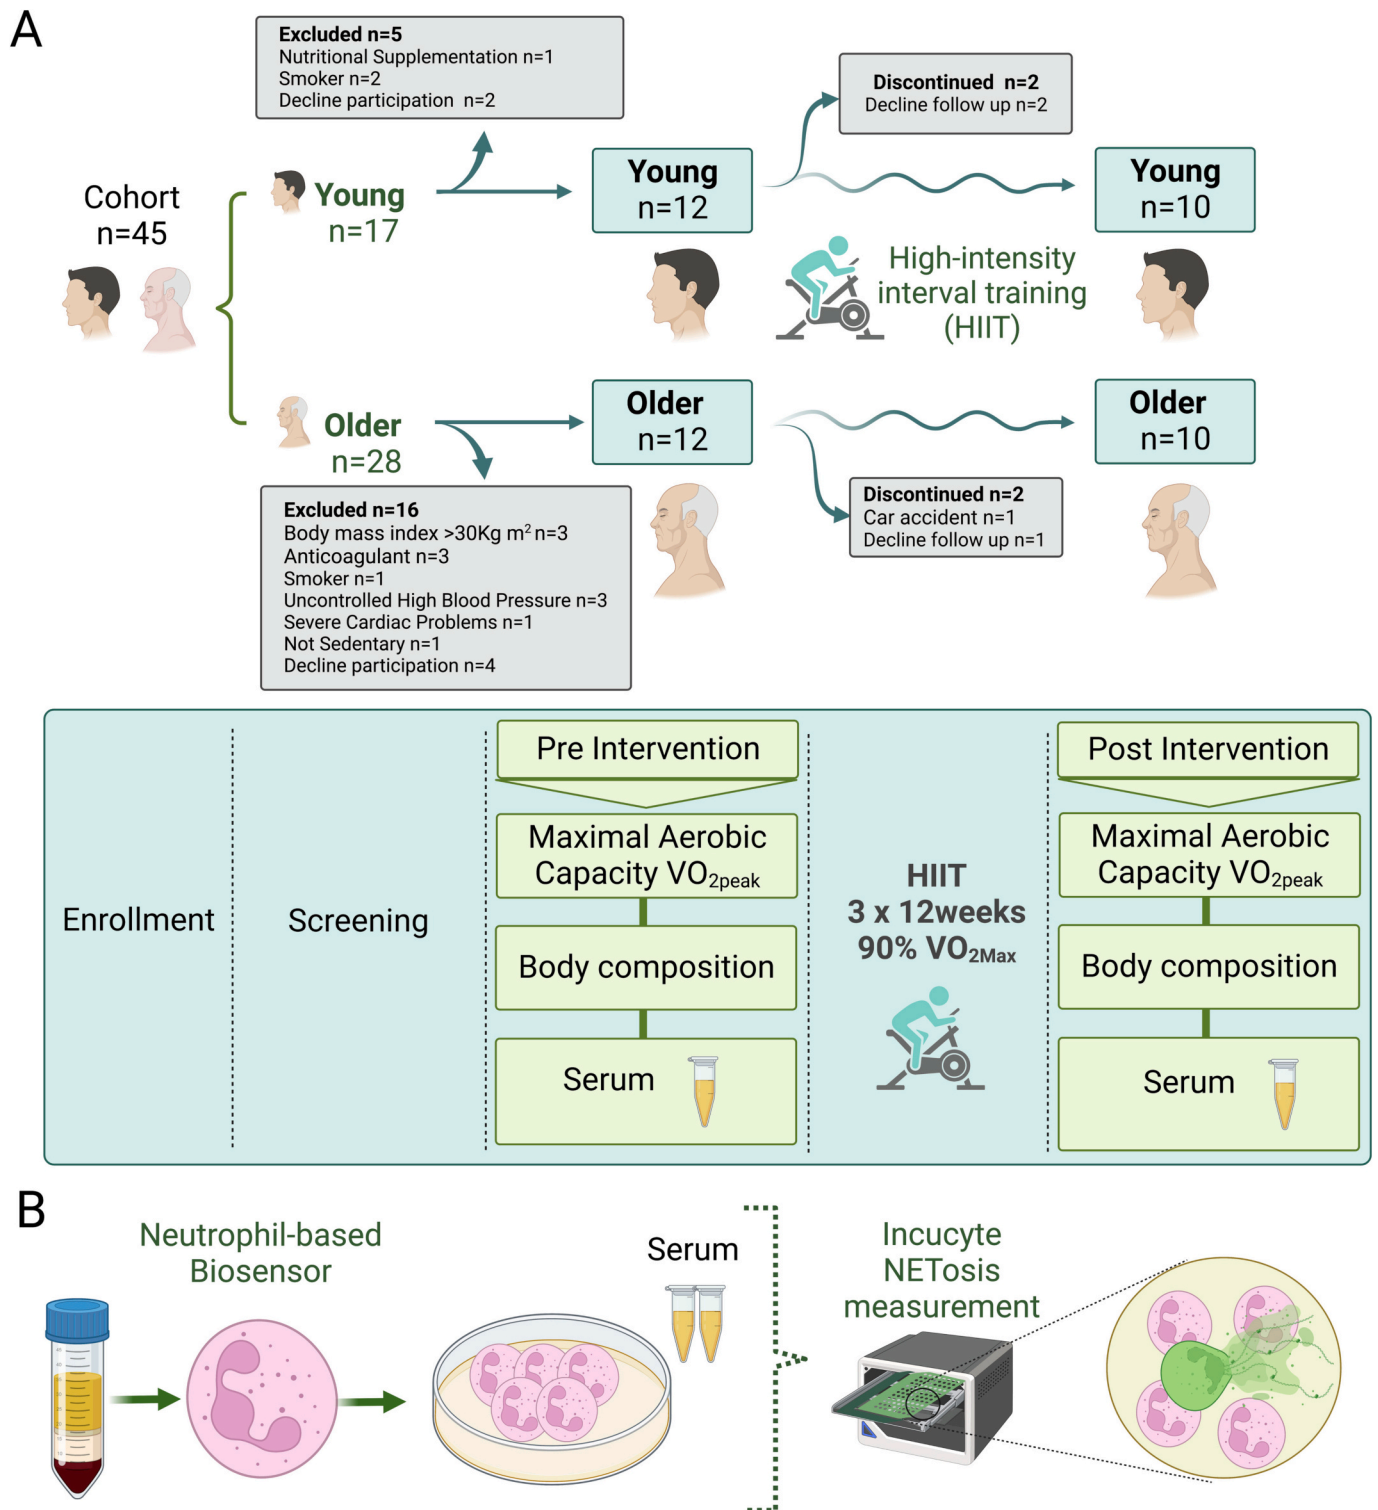 A
Excluded n=5
Nutritional Supplementation n=1
Smoker n=2
Decline participation n=2
Discontinued n=2
Decline follow up n=2
Cohort
n=45
Young
n=17
Young
n=12
Young
n=10
High-intensity
interval training
(HIIT)
Older
n=28
Older
n=12
Older
n=10
Excluded n=16
Body mass index >30Kg m² n=3
Anticoagulant n=3
Smoker n=1
Uncontrolled High Blood Pressure n=3
Severe Cardiac Problems n=1
Not Sedentary n=1
Decline participation n=4
Discontinued n=2
Car accident n=1
Decline follow up n=1
Enrollment
Screening
Pre Intervention
Maximal Aerobic
Capacity VO₂peak
Body composition
Serum
HIIT
3 x 12weeks
90% VO₂Max
Post Intervention
Maximal Aerobic
Capacity VO₂peak
Body composition
Serum
B
Neutrophil-based
Biosensor
Serum
Incucyte
NETosis
measurement